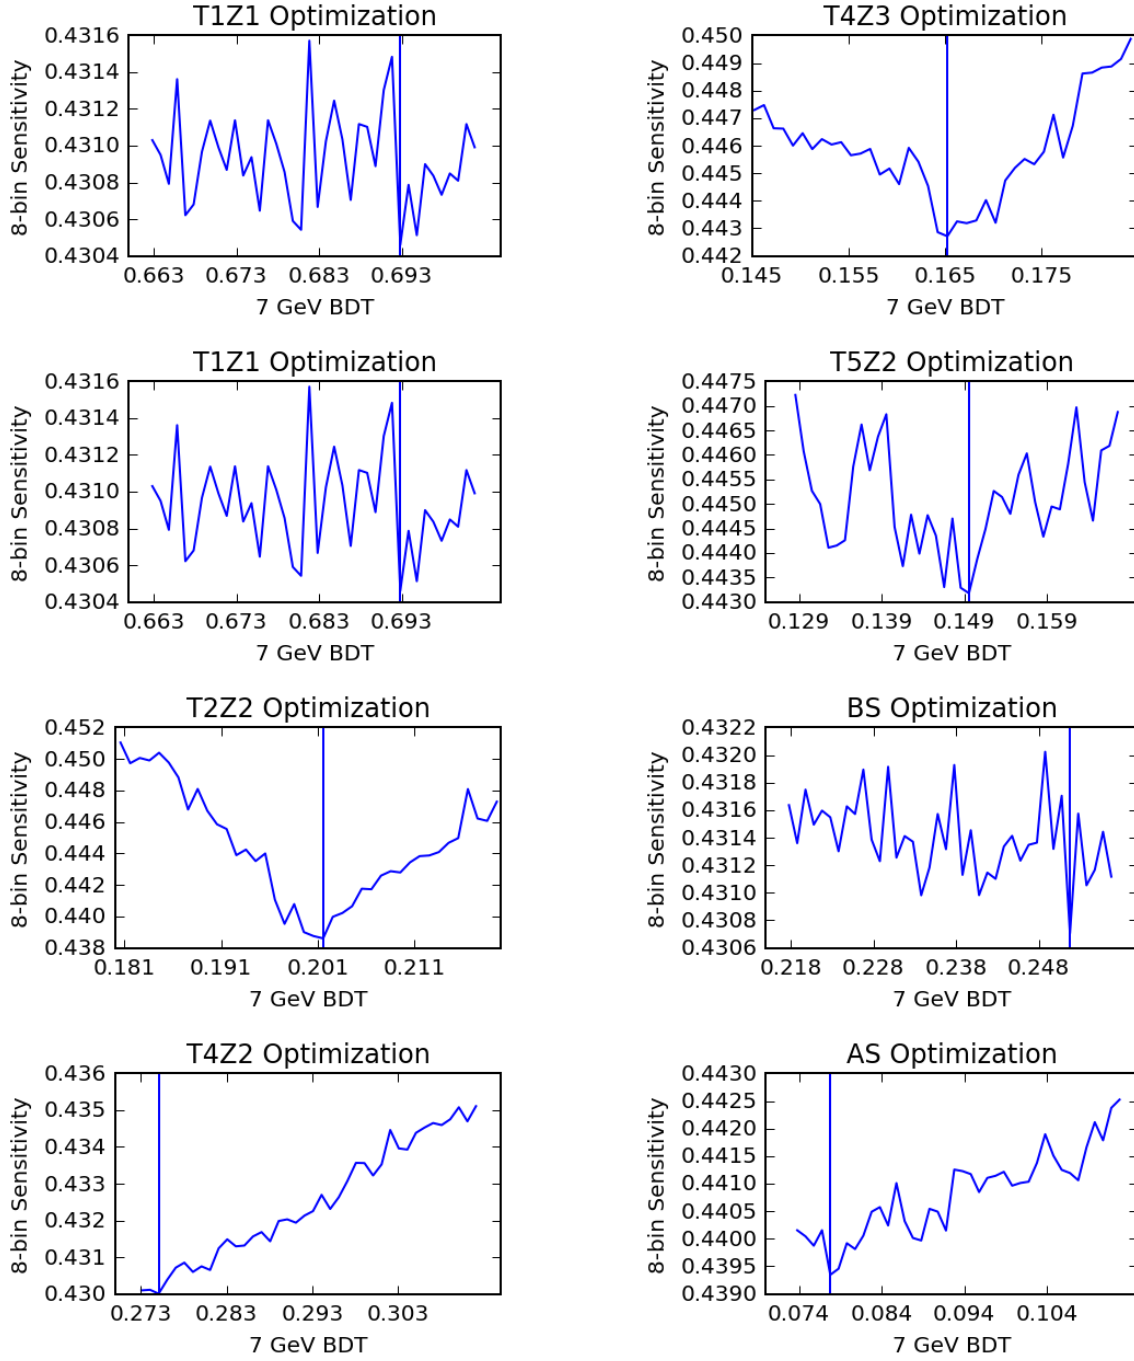 T1Z1 Optimization
0.4316
0.4314
0.4312
0.4310
0.4308
0.4306
0.4304
8-bin Sensitivity
0.663 0.673 0.683 0.693
7 GeV BDT
T4Z3 Optimization
0.450
0.449
0.448
0.447
0.446
0.445
0.444
0.443
0.442
8-bin Sensitivity
0.145 0.155 0.165 0.175
7 GeV BDT
T1Z1 Optimization
0.4316
0.4314
0.4312
0.4310
0.4308
0.4306
0.4304
8-bin Sensitivity
0.663 0.673 0.683 0.693
7 GeV BDT
T5Z2 Optimization
0.4475
0.4470
0.4465
0.4460
0.4455
0.4450
0.4445
0.4440
0.4435
0.4430
8-bin Sensitivity
0.129 0.139 0.149 0.159
7 GeV BDT
T2Z2 Optimization
0.452
0.450
0.448
0.446
0.444
0.442
0.440
0.438
8-bin Sensitivity
0.181 0.191 0.201 0.211
7 GeV BDT
BS Optimization
0.4322
0.4320
0.4318
0.4316
0.4314
0.4312
0.4310
0.4308
0.4306
8-bin Sensitivity
0.218 0.228 0.238 0.248
7 GeV BDT
T4Z2 Optimization
0.436
0.435
0.434
0.433
0.432
0.431
0.430
8-bin Sensitivity
0.273 0.283 0.293 0.303
7 GeV BDT
AS Optimization
0.4430
0.4425
0.4420
0.4415
0.4410
0.4405
0.4400
0.4395
0.4390
8-bin Sensitivity
0.074 0.084 0.094 0.104
7 GeV BDT